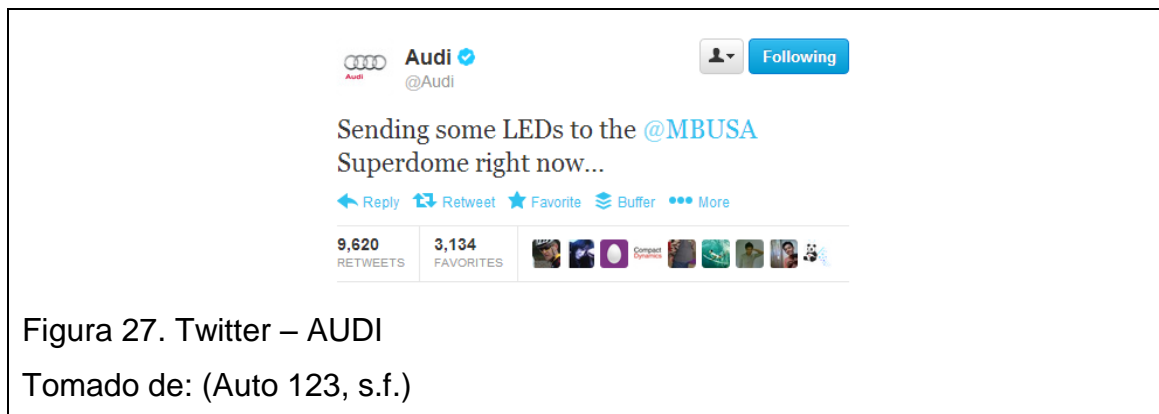 Audi
Audi
@Audi
Following
Sending some LEDs to the @MBUSA
Superdome right now...
Reply Retweet Favorite Buffer More
9,620 3,134
RETWEETS FAVORITES
Compact
Dynamics
Figura 27. Twitter – AUDI
Tomado de: (Auto 123, s.f.)